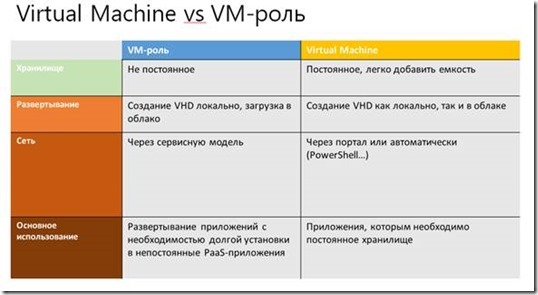 Virtual Machine vs VM-роль
VM-роль
Virtual Machine
Хранилище
Не постоянное
Постоянное, легко добавить емкость
Развертывание
Создание VHD локально, загрузка в
облако
Создание VHD как локально, так и в облаке
Сеть
Через сервисную модель
Через портал или автоматически
(PowerShell…)
Основное
использование
Развертывание приложений с
необходимостью долгой установки
в непостоянные PaaS-приложения
Приложения, которым необходимо
постоянное хранилище